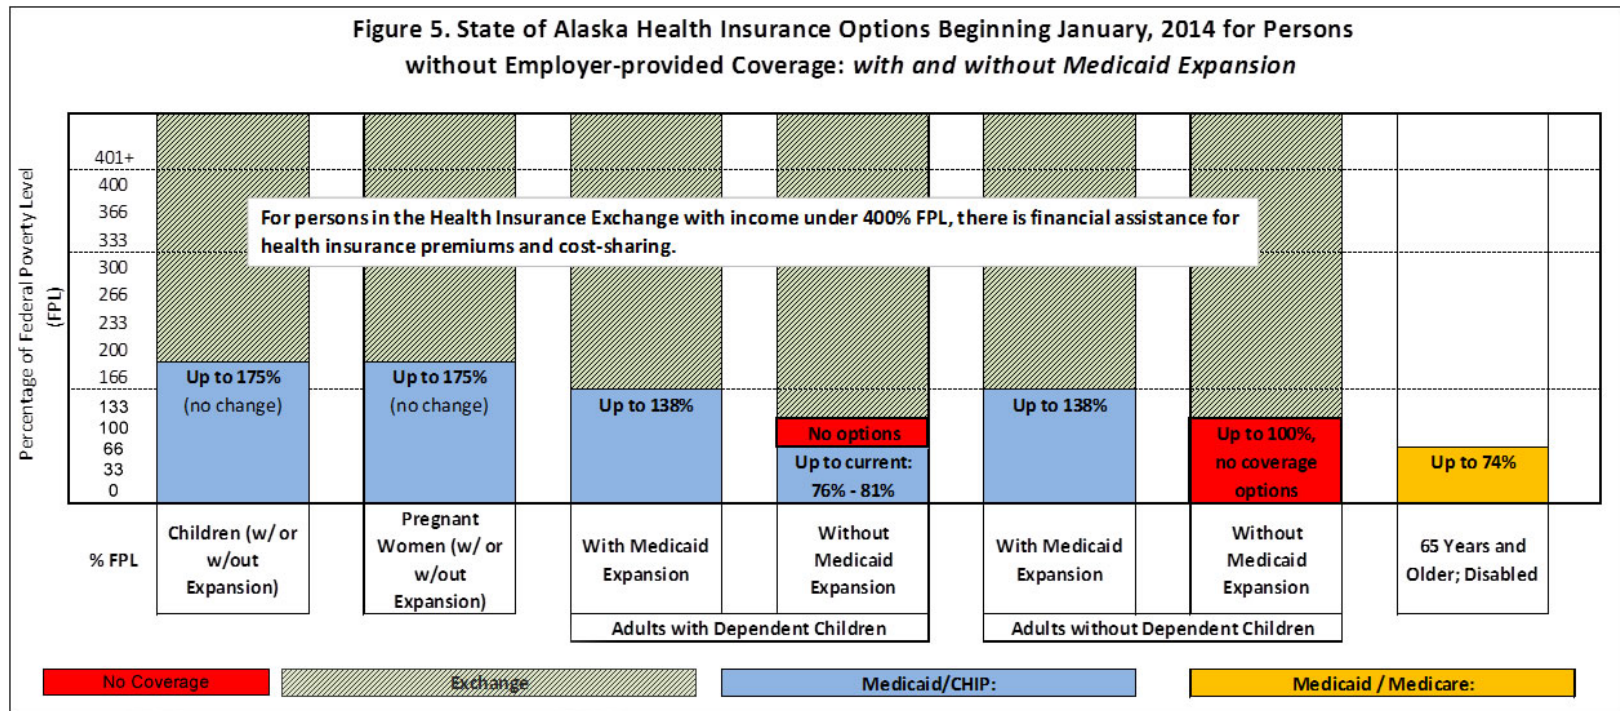 Figure 5. State of Alaska Health Insurance Options Beginning January, 2014 for Persons
without Employer-provided Coverage: with and without Medicaid Expansion
Percentage of Federal Poverty Level
(FPL)
401+
400
366
333
300
266
233
200
166
133
100
66
33
0
For persons in the Health Insurance Exchange with income under 400% FPL, there is financial assistance for
health insurance premiums and cost-sharing.
Up to 175%
(no change)
Up to 175%
(no change)
Up to 138%
No options
Up to current:
76% - 81%
Up to 138%
Up to 100%,
no coverage
options
Up to 74%
% FPL
Children (w/ or
w/out
Expansion)
Pregnant
Women (w/ or
w/out
Expansion)
With Medicaid
Expansion
Without
Medicaid
Expansion
With Medicaid
Expansion
Without
Medicaid
Expansion
65 Years and
Older; Disabled
Adults with Dependent Children
Adults without Dependent Children
No Coverage
Exchange
Medicaid/CHIP:
Medicaid / Medicare: